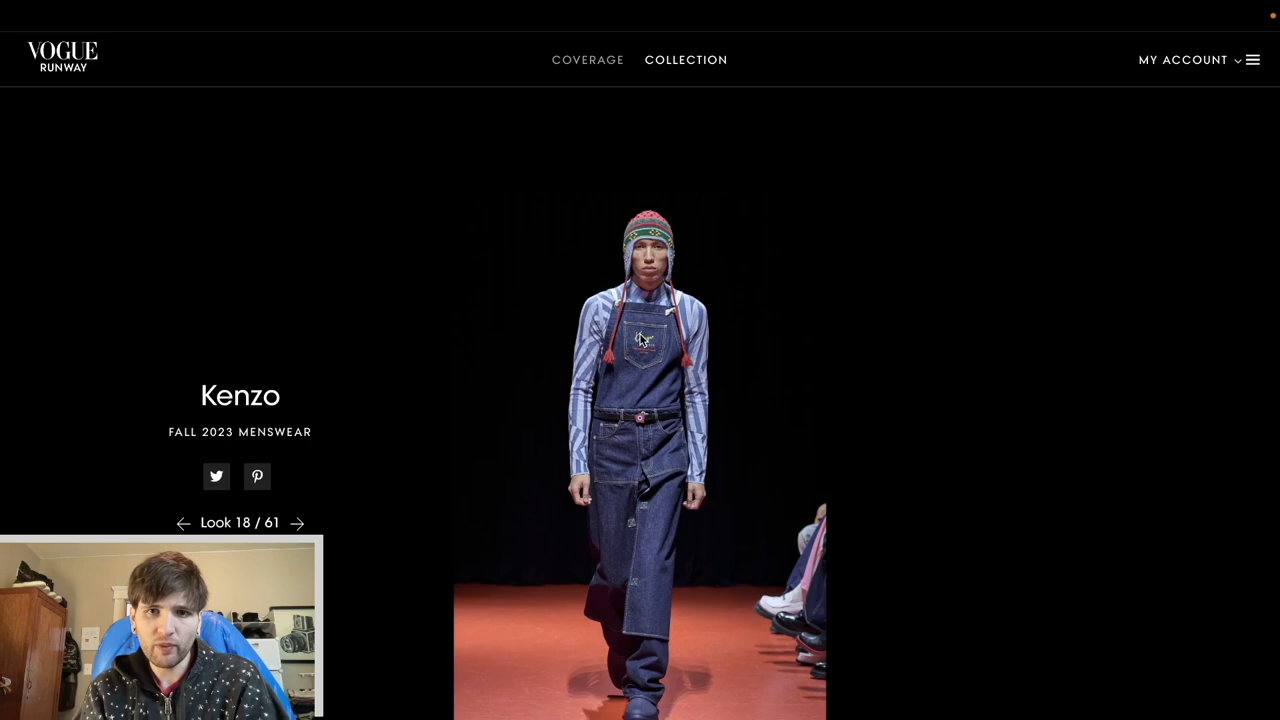 VOGUE
RUNWAY
COVERAGE
COLLECTION
MY ACCOUNT
Kenzo
FALL 2023 MENSWEAR
Look 18 / 61